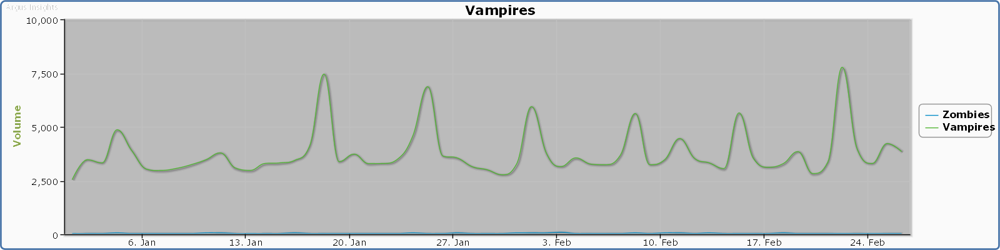 Argus Insights
Vampires
10,000
7,500
5,000
2,500
0
Volume
6. Jan
13. Jan
20. Jan
27. Jan
3. Feb
10. Feb
17. Feb
24. Feb
Zombies
Vampires